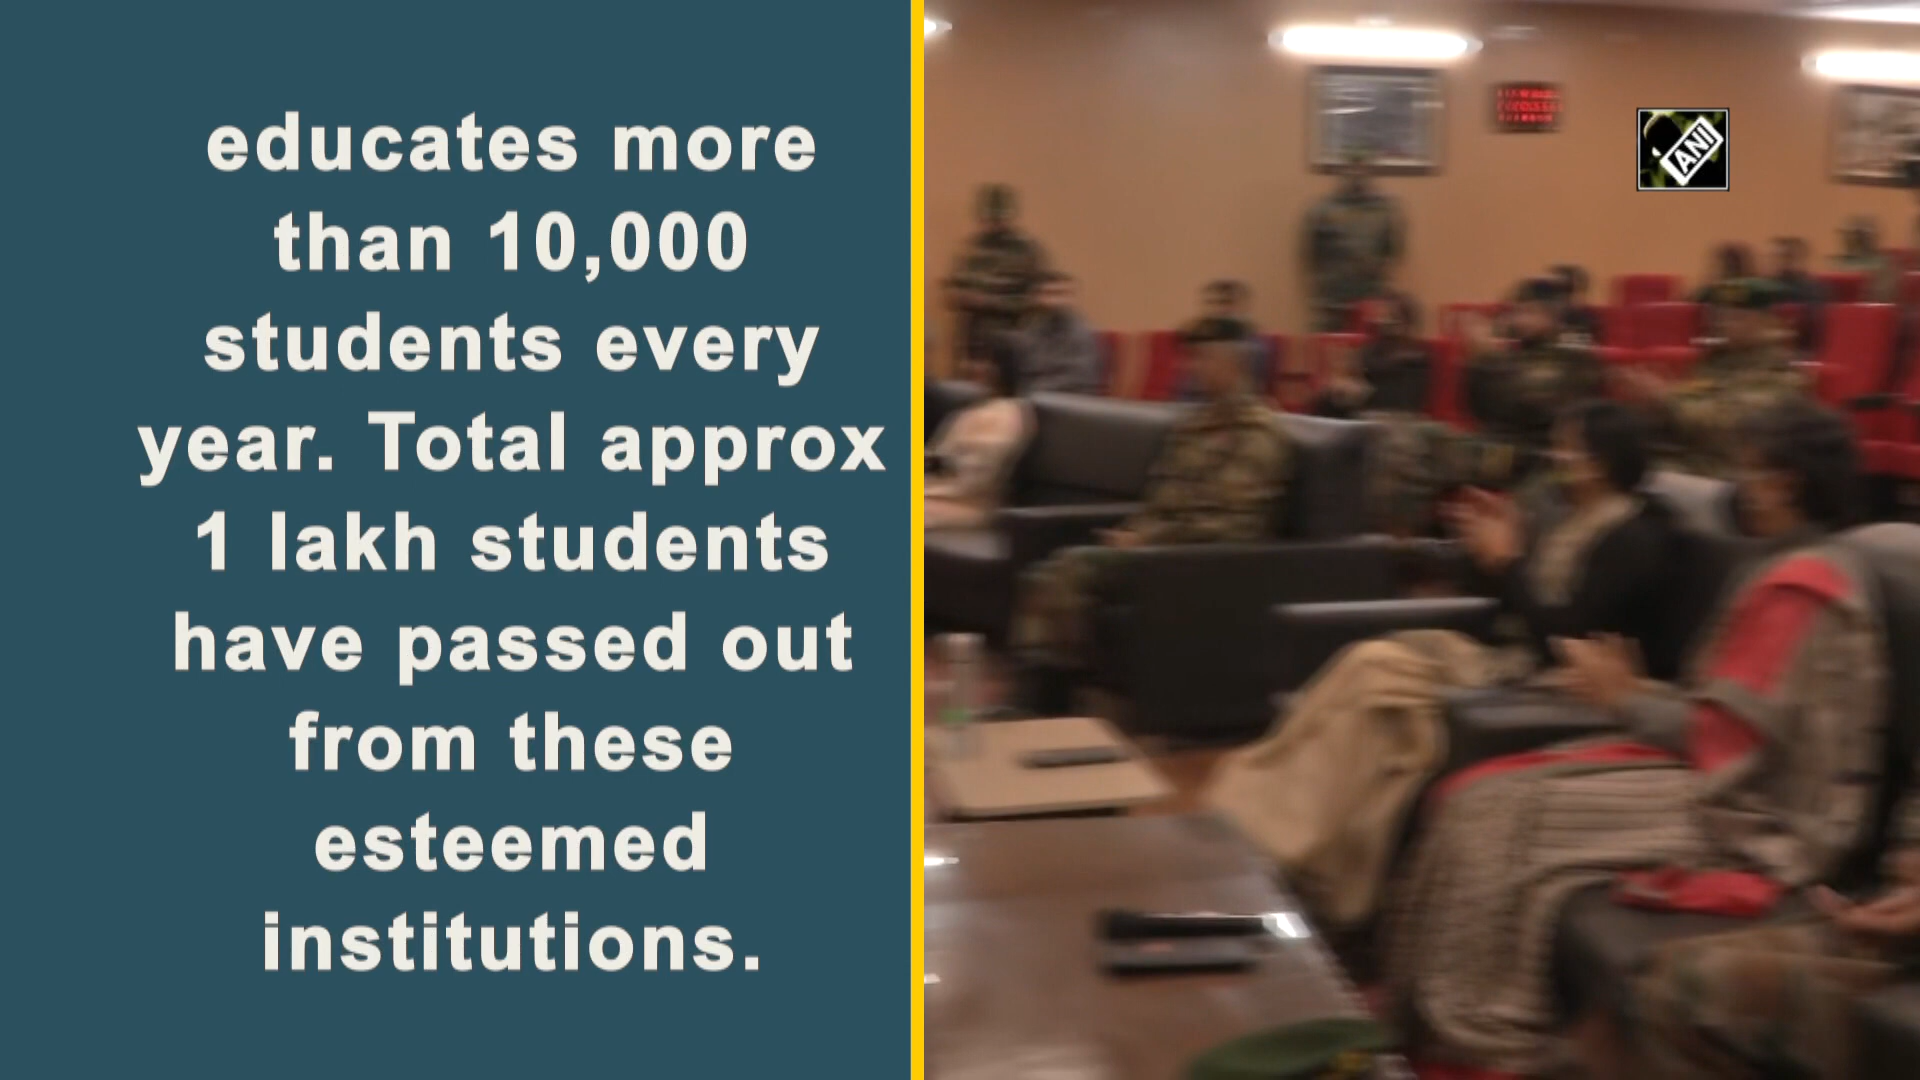 educates more
than 10,000
students every
year. Total approx
1 lakh students
have passed out
from these
esteemed
institutions.
ANI